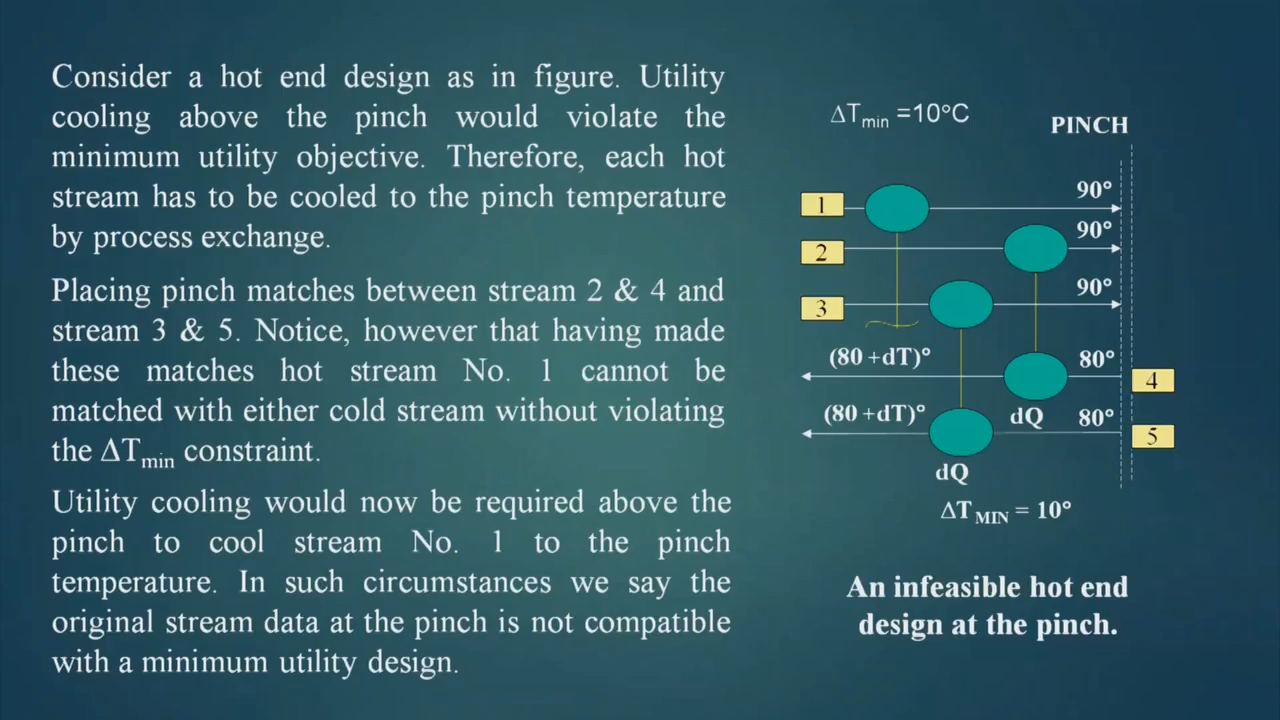 Consider a hot end design as in figure. Utility
cooling above the pinch would violate the
minimum utility objective. Therefore, each hot
stream has to be cooled to the pinch temperature
by process exchange.
Placing pinch matches between stream 2 & 4 and
stream 3 & 5. Notice, however that having made
these matches hot stream No. 1 cannot be
matched with either cold stream without violating
the ΔTmin constraint.
Utility cooling would now be required above the
pinch to cool stream No. 1 to the pinch
temperature. In such circumstances we say the
original stream data at the pinch is not compatible
with a minimum utility design.
ΔTmin =10°C
PINCH
1
90°
2
90°
3
90°
(80 +dT)°
80°
4
(80 +dT)°
dQ
80°
5
dQ
ΔTMIN = 10°
An infeasible hot end
design at the pinch.